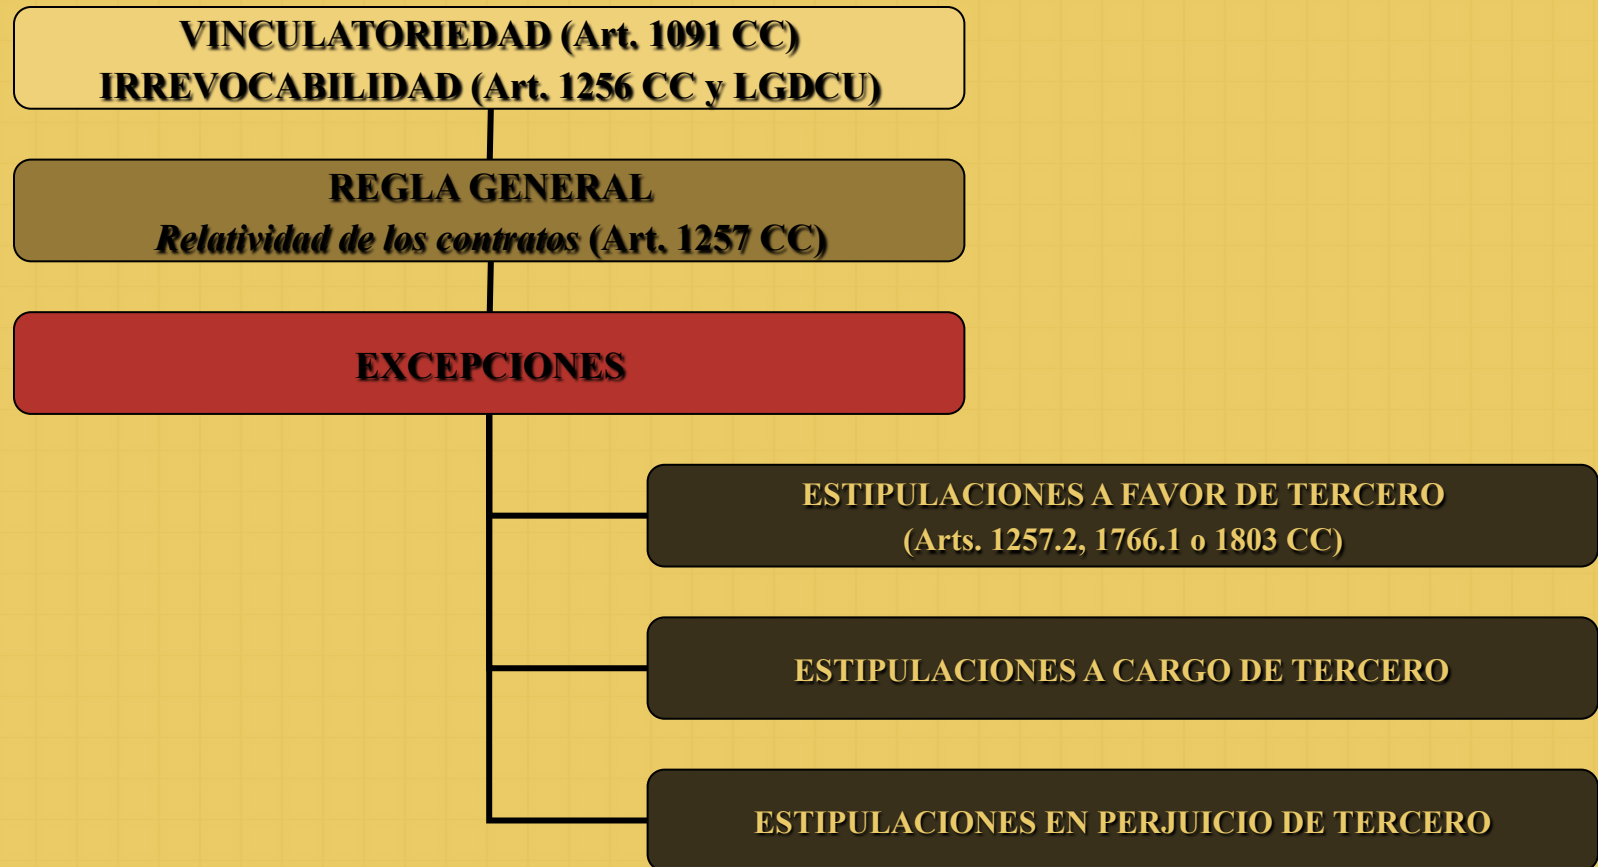 VINCULATORIEDAD (Art. 1091 CC)
IRREVOCABILIDAD (Art. 1256 CC y LGDCU)
REGLA GENERAL
Relatividad de los contratos (Art. 1257 CC)
EXCEPCIONES
ESTIPULACIONES A FAVOR DE TERCERO
(Arts. 1257.2, 1766.1 o 1803 CC)
ESTIPULACIONES A CARGO DE TERCERO
ESTIPULACIONES EN PERJUICIO DE TERCERO